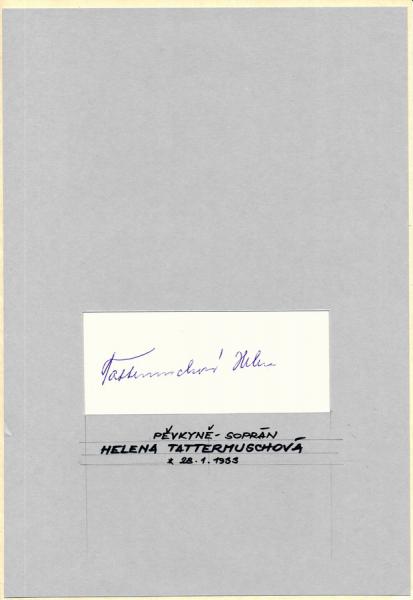 Tattermuschová Helena
PĚVKYNĚ - SOPRÁN
HELENA TATTERMUSCHOVÁ
* 28.1.1933